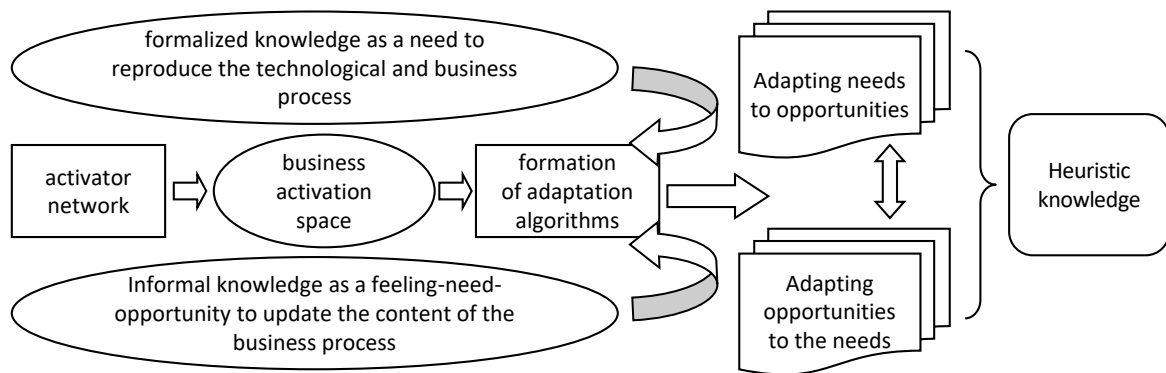 formalized knowledge as a need to
reproduce the technological and business
process
Adapting needs
to opportunities
activator
network
business
activation
space
formation
of adaptation
algorithms
Heuristic
knowledge
Informal knowledge as a feeling-need-
opportunity to update the content of the
business process
Adapting
opportunities
to the needs